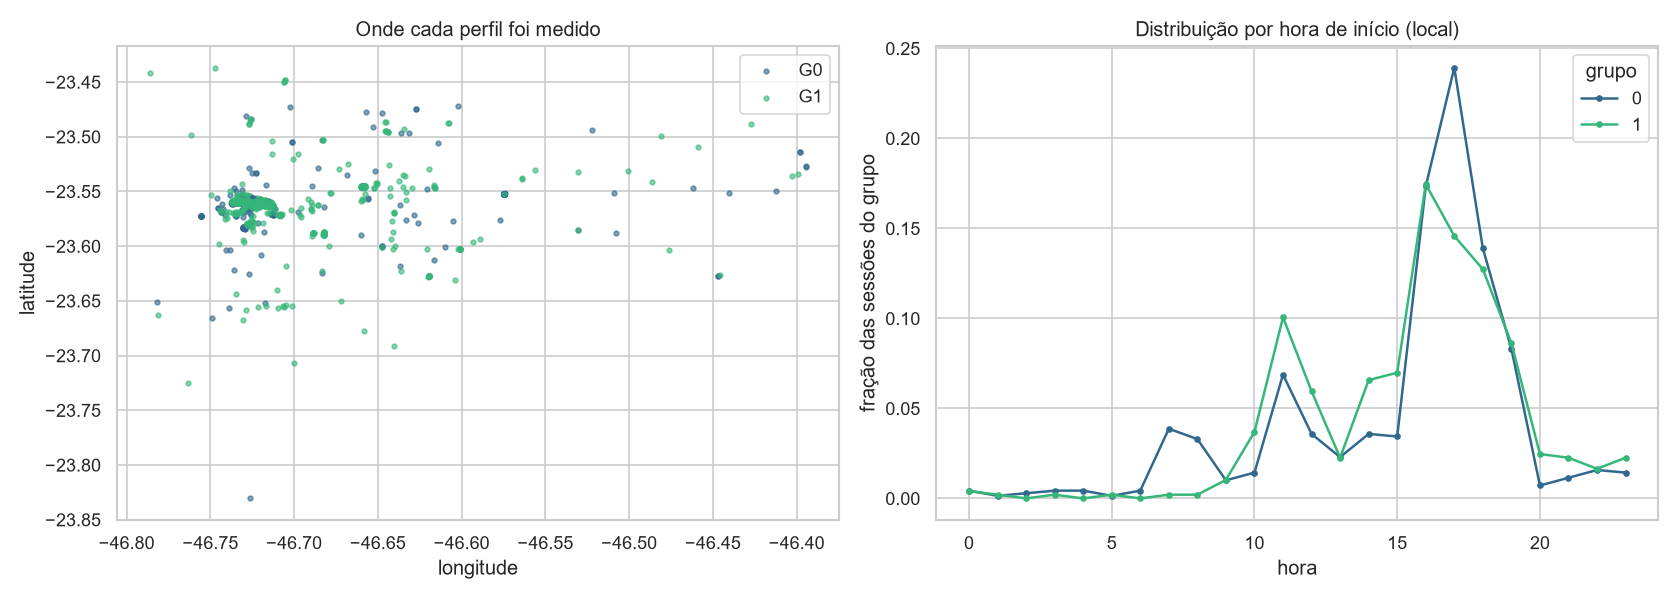 Onde cada perfil foi medido
G0
G1
−23.45
−23.50
−23.55
−23.60
−23.65
−23.70
−23.75
−23.80
−23.85
latitude
−46.80 −46.75 −46.70 −46.65 −46.60 −46.55 −46.50 −46.45 −46.40
longitude
Distribuição por hora de início (local)
grupo
0
1
0.25
0.20
0.15
0.10
0.05
0.00
fração das sessões do grupo
0 5 10 15 20
hora